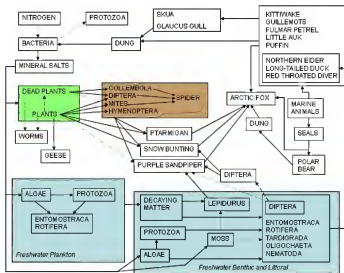 NITROGEN
PROTOZOA
SKUA
GLAUCUS GULL
KITTIWAKE
GUILLEMOTS
FULMAR PETREL
LITTLE AUK
PUFFIN
BACTERIA
DUNG
NORTHERN EIDER
LONG-TAILED DUCK
RED THROATED DIVER
MINERAL SALTS
DEAD PLANTS
PLANTS
COLLEMBOLA
DIPTERA
MITES
HYMENOPTERA
SPIDER
ARCTIC FOX
MARINE
ANIMALS
WORMS
GEESE
PTARMIGAN
SNOW BUNTING
PURPLE SANDPIPER
DUNG
SEALS
DIPTERA
POLAR
BEAR
ALGAE
PROTOZOA
ENTOMOSTRACA
ROTIFERA
Freshwater Plankton
DECAYING
MATTER
LEPIDURUS
DIPTERA
PROTOZOA
MOSS
ALGAE
ENTOMOSTRACA
ROTIFERA
TARDIGRADA
OLIGOCHAETA
NEMATODA
Freshwater Benthic and Littoral